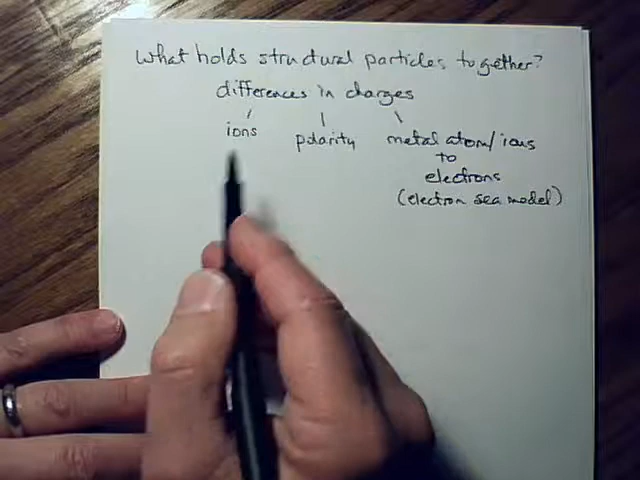 What holds structural particles together?
differences in charges
ions polarity metal atom/ions
to
electrons
(electron sea model)